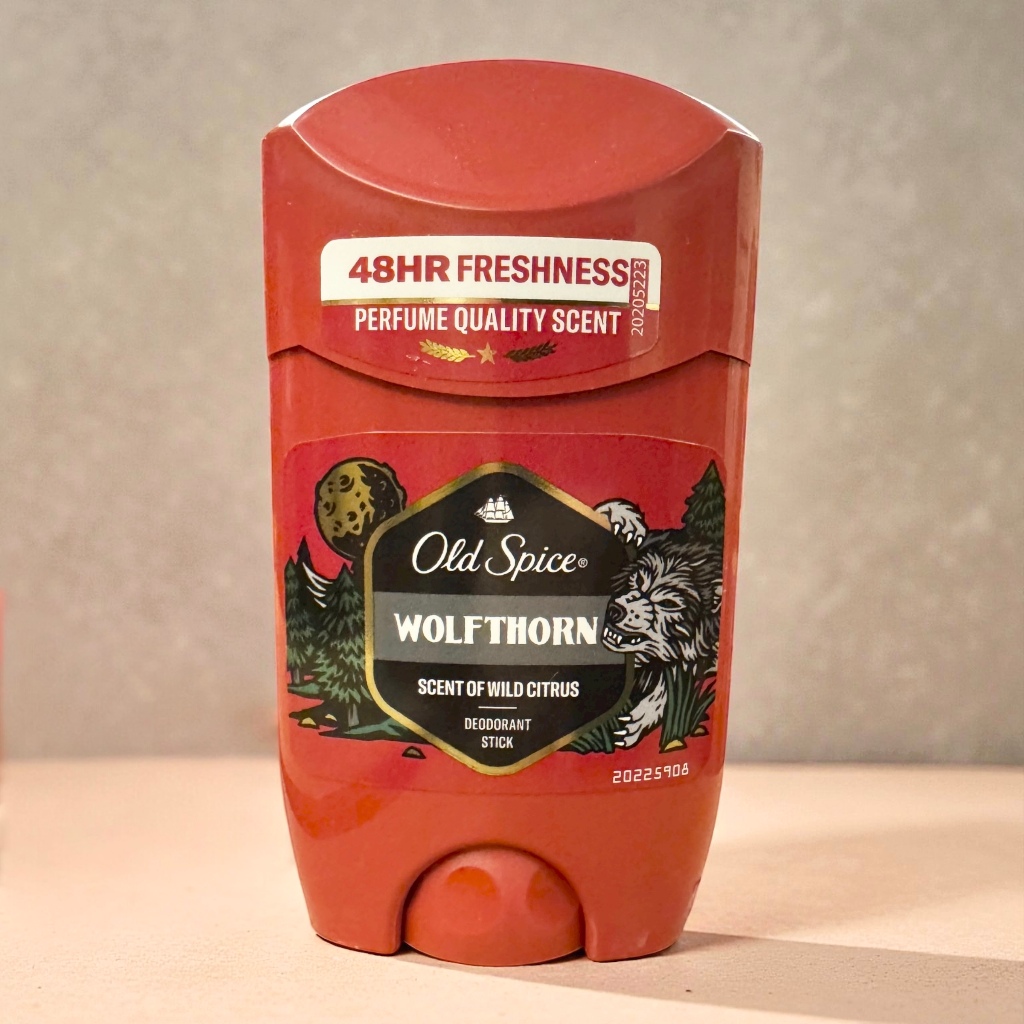 48HR FRESHNESS
20205223
PERFUME QUALITY SCENT
Old Spice®
WOLFTHORN
SCENT OF WILD CITRUS
DEODORANT
STICK
20225908